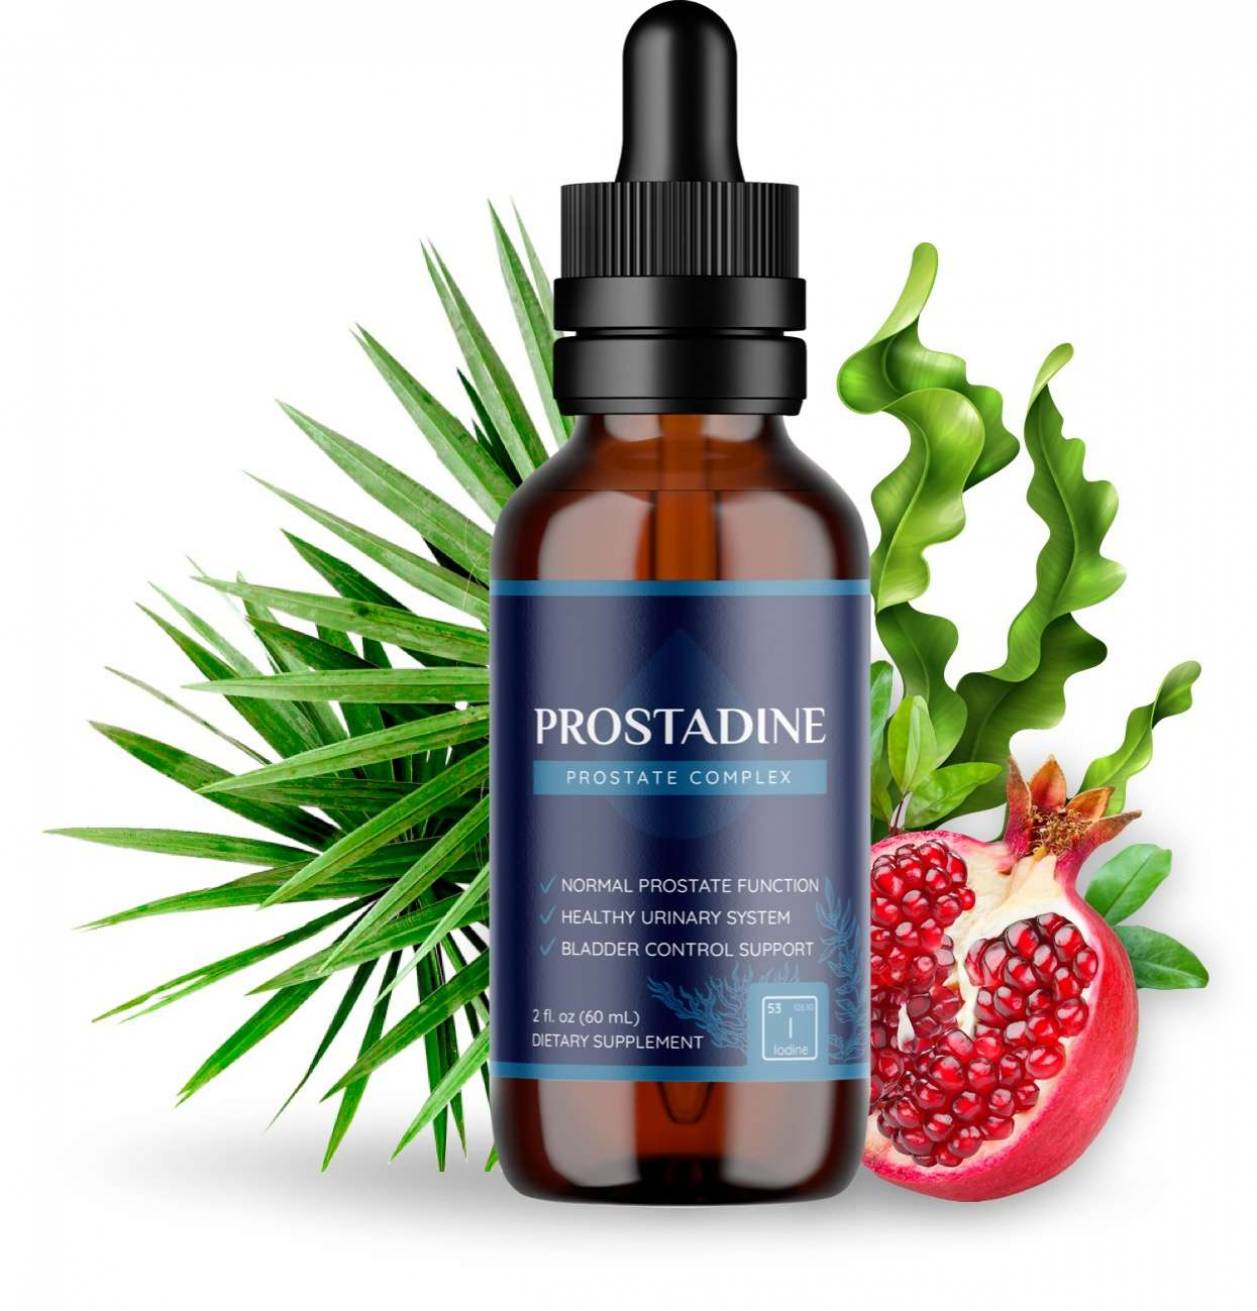 PROSTADINE
PROSTATE COMPLEX
✓ NORMAL PROSTATE FUNCTION
✓ HEALTHY URINARY SYSTEM
✓ BLADDER CONTROL SUPPORT
2 fl. oz (60 mL)
DIETARY SUPPLEMENT
53
I
Iodine